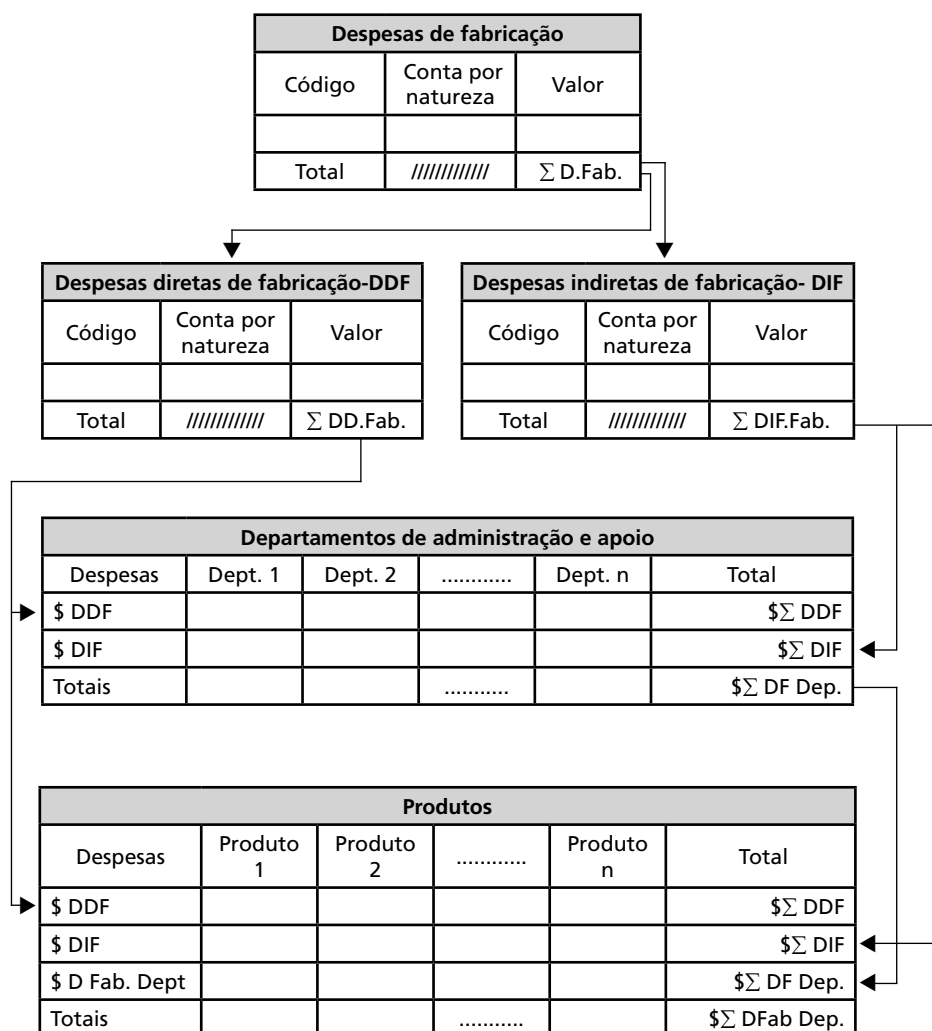 Despesas de fabricação
Código Conta por natureza Valor
Total ///////////// ∑ D.Fab.
Despesas diretas de fabricação-DDF
Código Conta por natureza Valor
Total ///////////// ∑ DD.Fab.
Despesas indiretas de fabricação- DIF
Código Conta por natureza Valor
Total ///////////// ∑ DIF.Fab.
Departamentos de administração e apoio
Despesas Dept. 1 Dept. 2 ............ Dept. n Total
$ DDF $∑ DDF
$ DIF $∑ DIF
Totais ........... $∑ DF Dep.
Produtos
Despesas Produto 1 Produto 2 ............ Produto n Total
$ DDF $∑ DDF
$ DIF $∑ DIF
$ D Fab. Dept $∑ DF Dep.
Totais ........... $∑ DFab Dep.